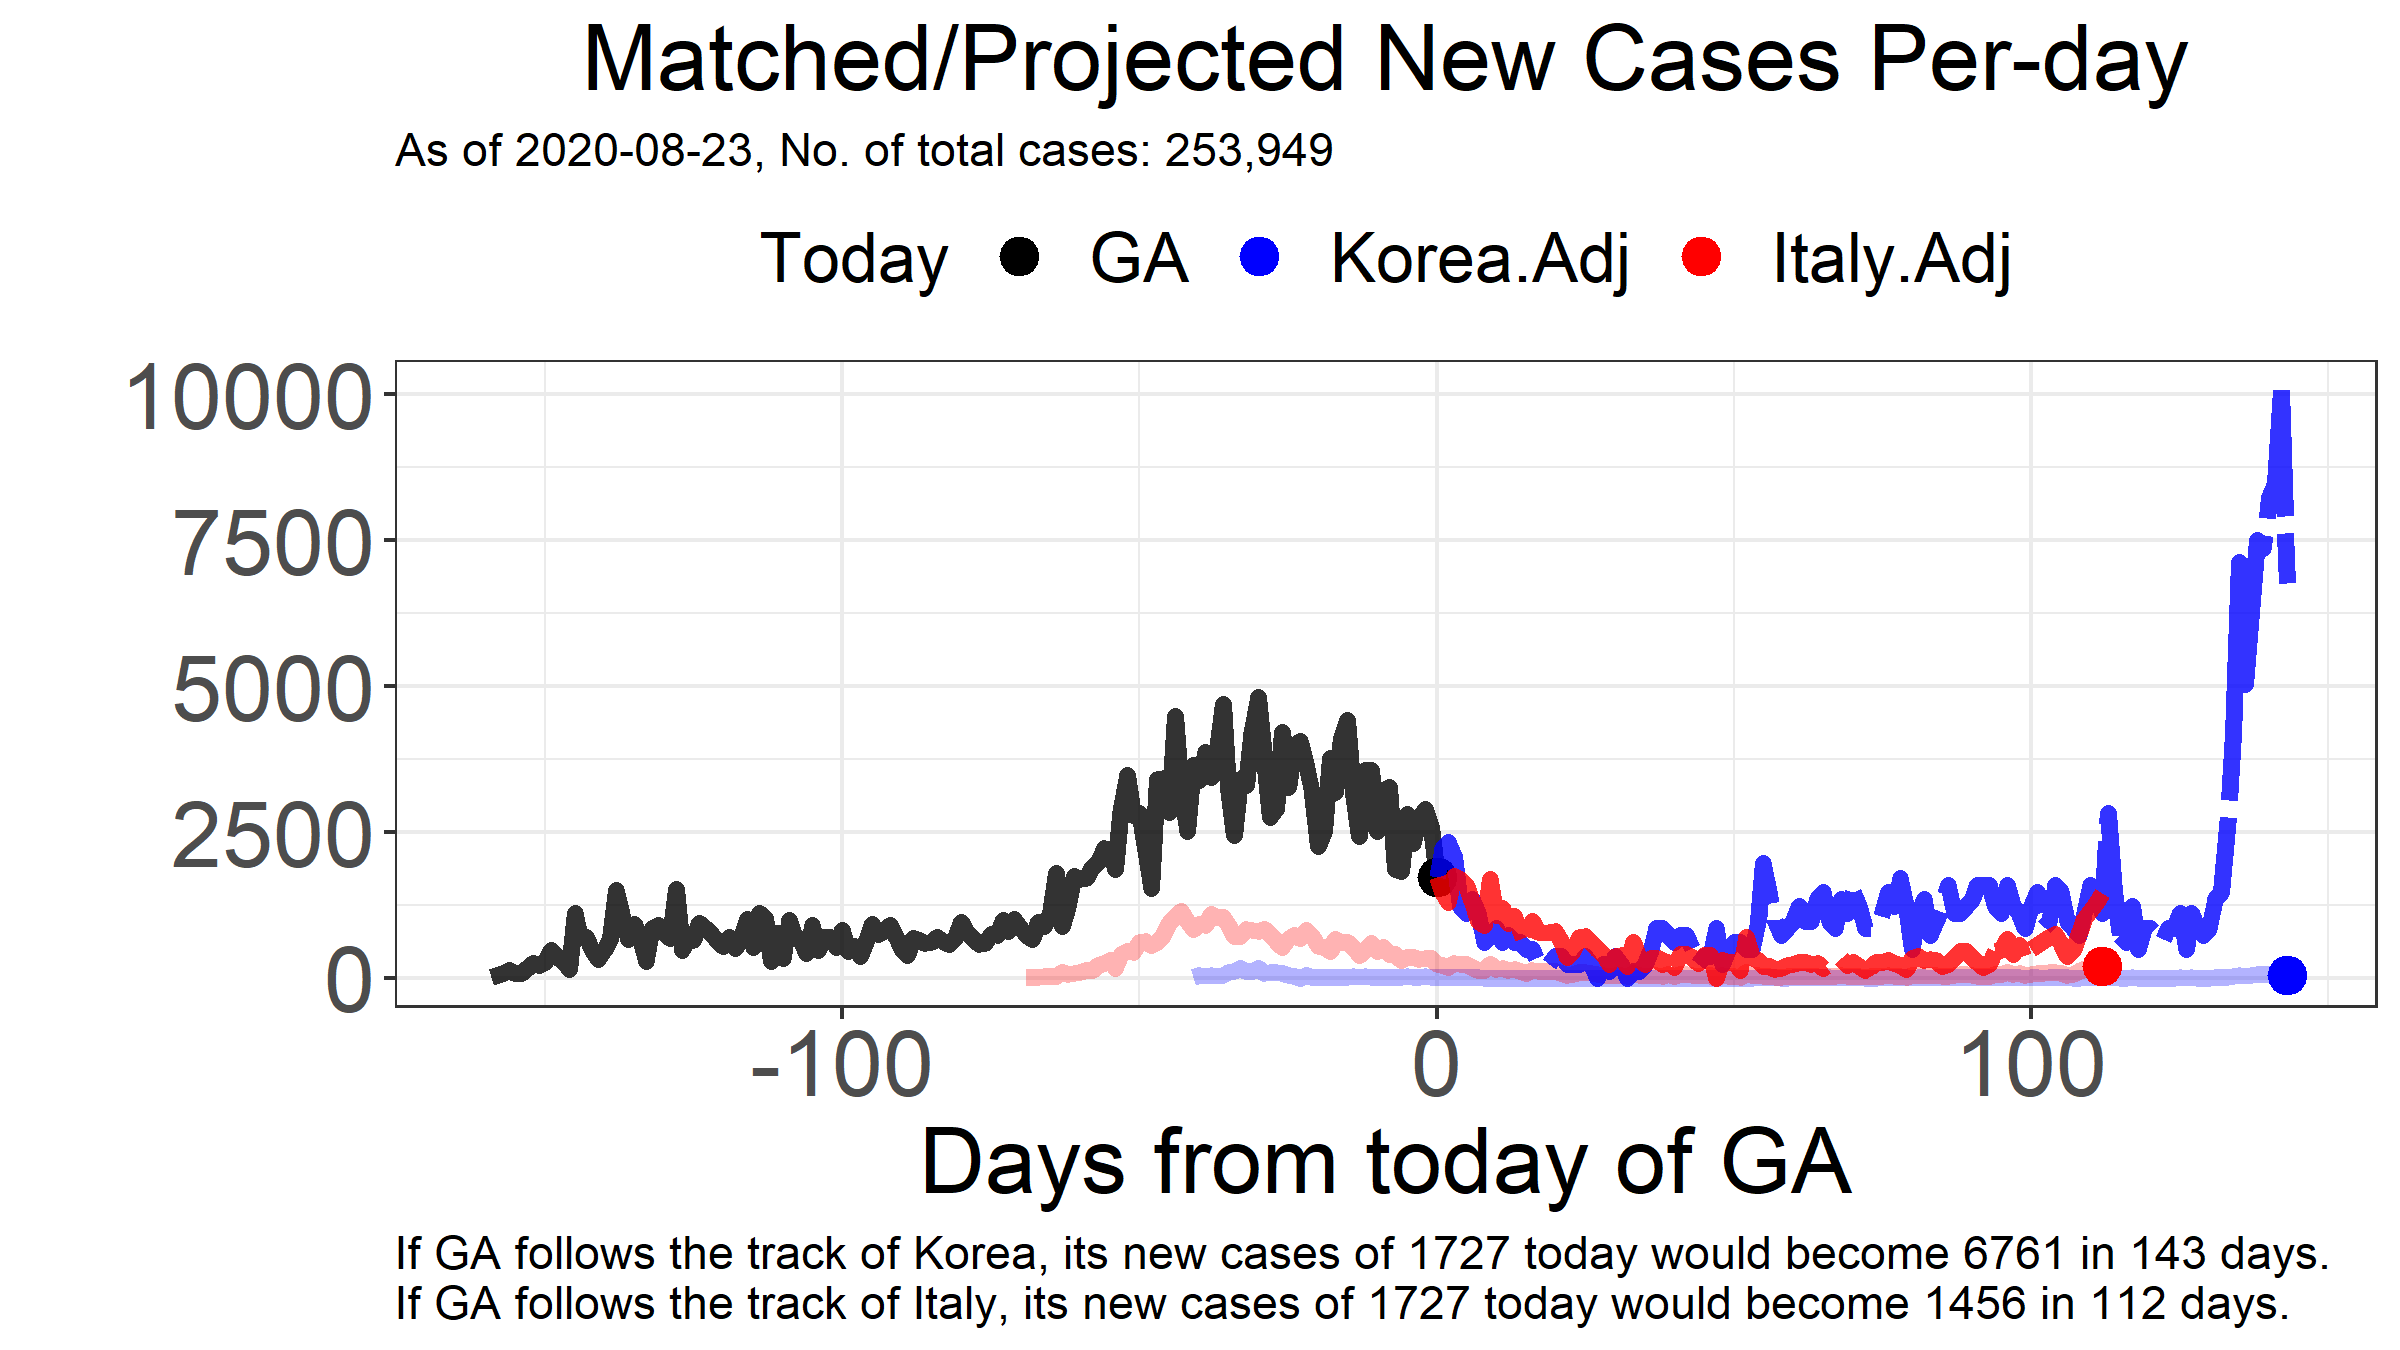 Matched/Projected New Cases Per-day
As of 2020-08-23, No. of total cases: 253,949
Today GA Korea.Adj Italy.Adj
10000
7500
5000
2500
0
-100 0 100
Days from today of GA
If GA follows the track of Korea, its new cases of 1727 today would become 6761 in 143 days.
If GA follows the track of Italy, its new cases of 1727 today would become 1456 in 112 days.